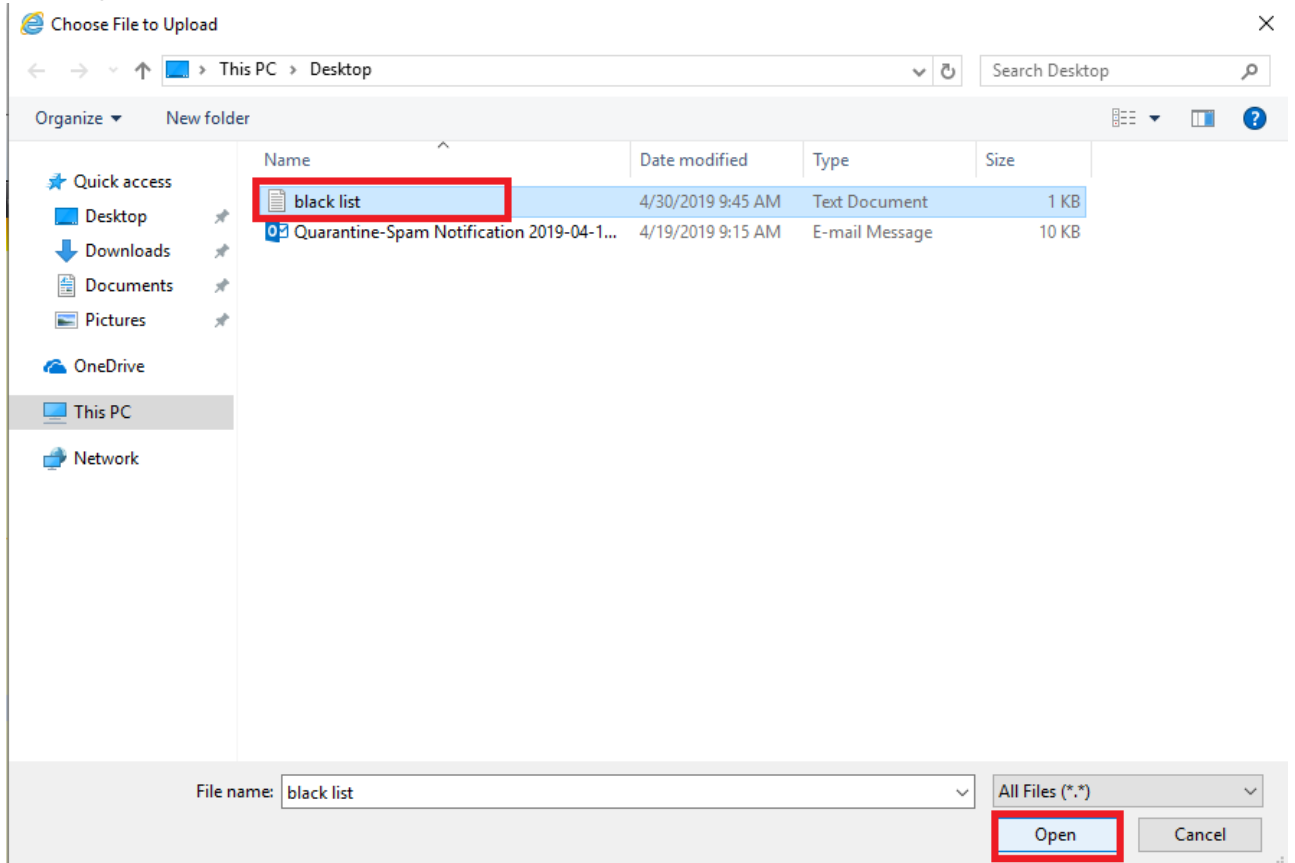 Choose File to Upload
This PC > Desktop
Search Desktop
Organize
New folder
Name Date modified Type Size
Quick access
black list 4/30/2019 9:45 AM Text Document 1 KB
Desktop
Quarantine-Spam Notification 2019-04-1... 4/19/2019 9:15 AM E-mail Message 10 KB
Downloads
Documents
Pictures
OneDrive
This PC
Network
File name: black list All Files (*.*)
Open Cancel